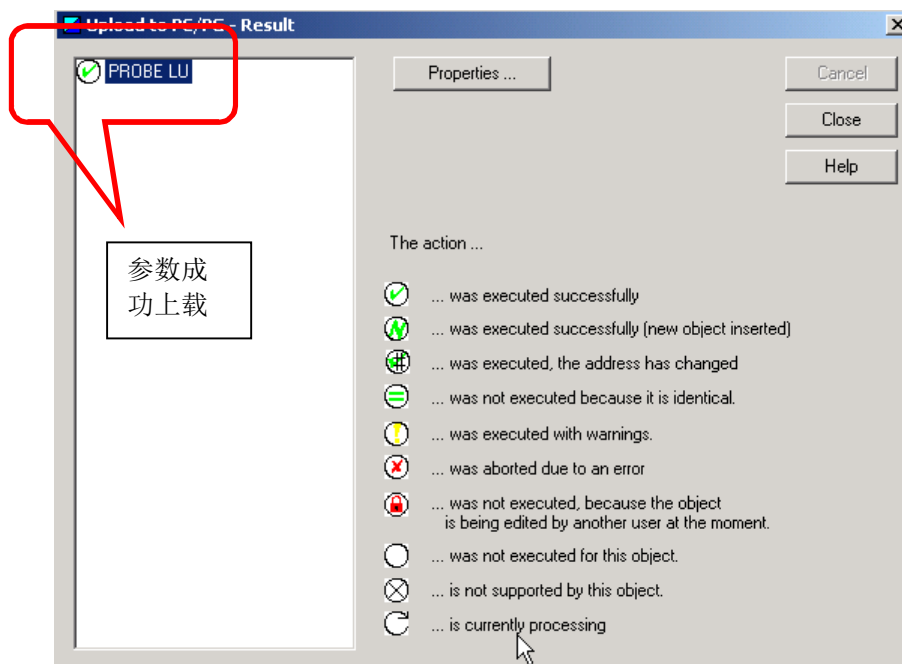 Upload to PC/PG - Result
PROBE LU
Properties ...
Cancel
Close
Help
参数成
功上载
The action ...
... was executed successfully
... was executed successfully (new object inserted)
... was executed, the address has changed
... was not executed because it is identical.
... was executed with warnings.
... was aborted due to an error
... was not executed, because the object
is being edited by another user at the moment.
... was not executed for this object.
... is not supported by this object.
... is currently processing